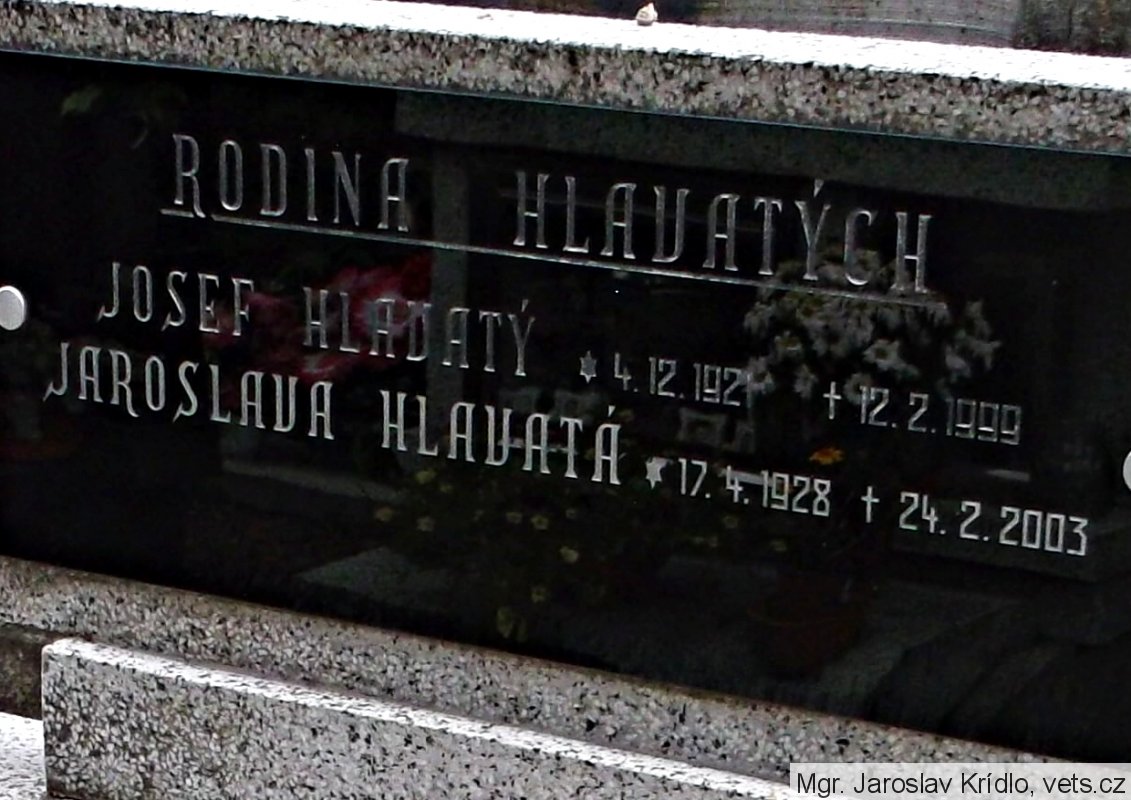 RODINA HLAVATÝCH
JOSEF HLAVATÝ * 4. 12. 1921 † 12. 2. 1999
JAROSLAVA HLAVATÁ * 17. 4. 1928 † 24. 2. 2003
Mgr. Jaroslav Krídlo, vets.cz